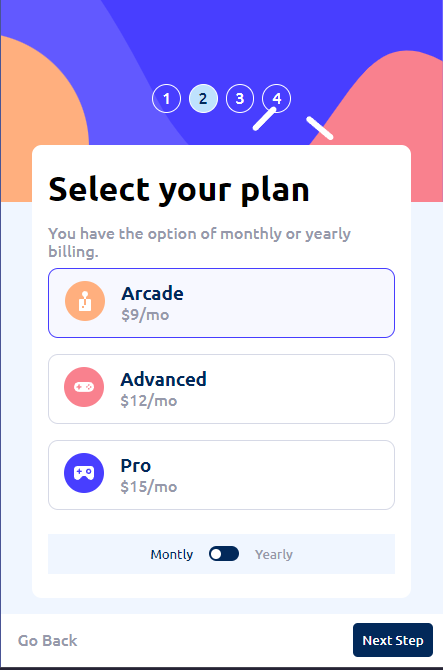 1 2 3 4
Select your plan
You have the option of monthly or yearly
billing.
Arcade
$9/mo
Advanced
$12/mo
Pro
$15/mo
Montly Yearly
Go Back Next Step